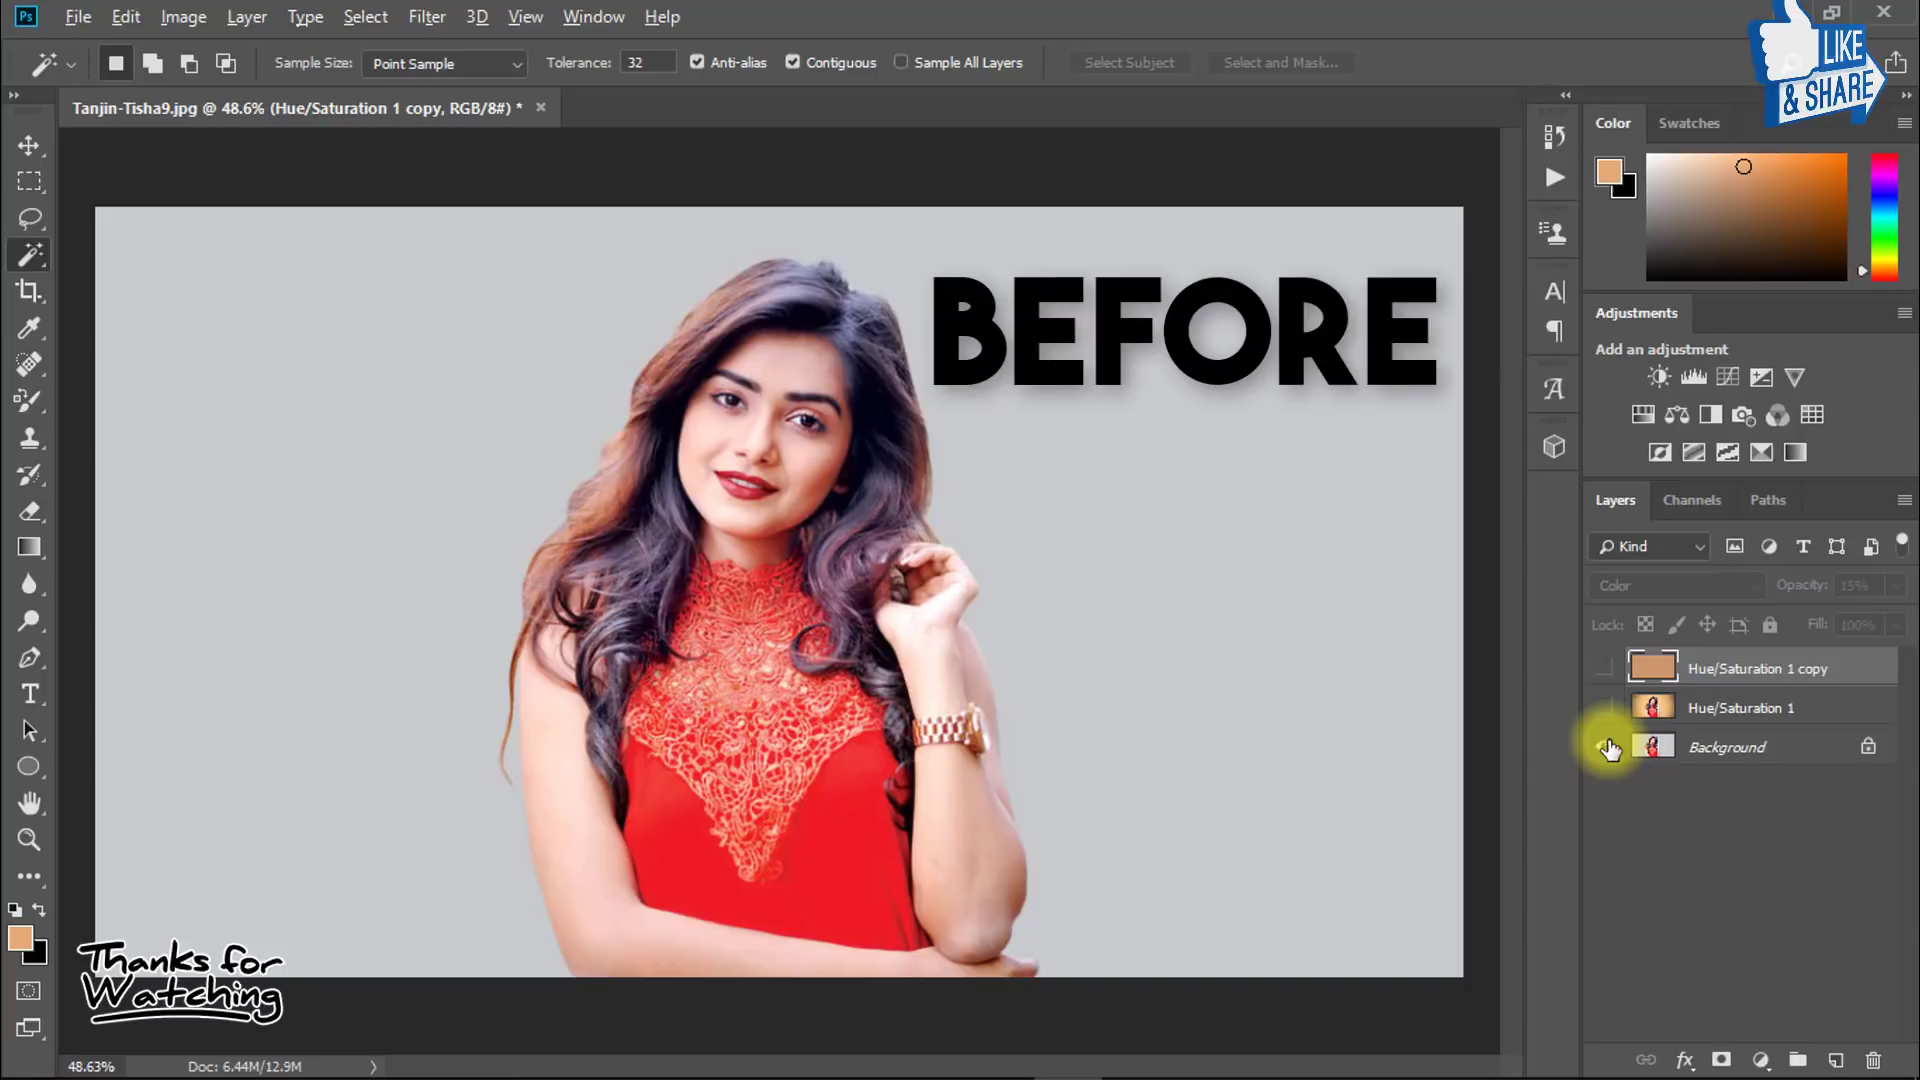 Ps File Edit Image Layer Type Select Filter 3D View Window Help
Sample Size: Point Sample Tolerance: 32 Anti-alias Contiguous Sample All Layers Select Subject Select and Mask...
LIKE
& SHARE
Tanjin-Tisha9.jpg @ 48.6% (Hue/Saturation 1 copy, RGB/8#) *
Color Swatches
BEFORE
Adjustments
Add an adjustment
Layers Channels Paths
Kind
Color Opacity: 15%
Lock: Fill: 100%
Hue/Saturation 1 copy
Hue/Saturation 1
Background
Thanks for
Watching
48.63% Doc: 6.44M/12.9M